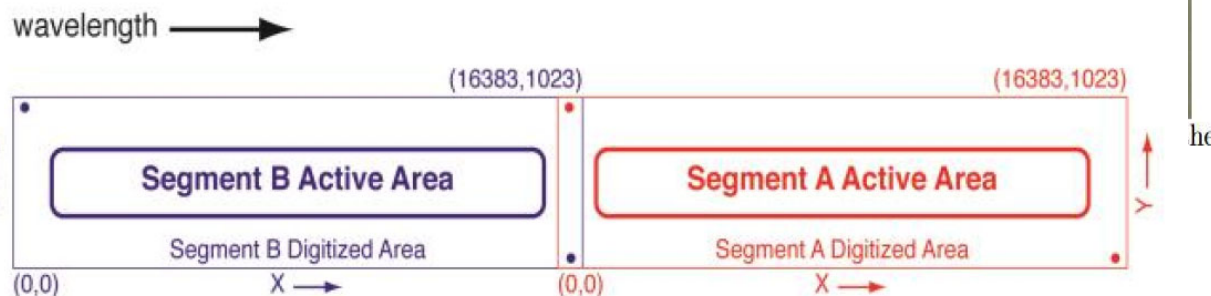 wavelength
(16383,1023) (16383,1023)
Segment B Active Area Segment A Active Area
Y
Segment B Digitized Area Segment A Digitized Area
(0,0) X (0,0) X